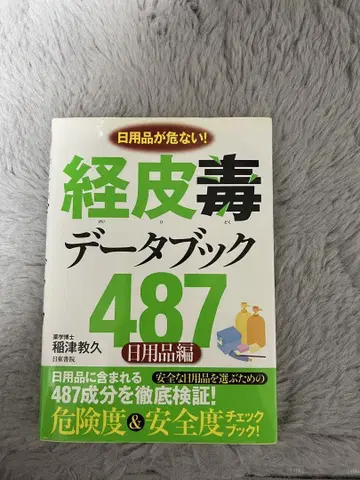 日用品が危ない!
経皮毒
けい ひ どく
データブック
487
日用品編
薬学博士
稲津教久
日東書院
日用品に含まれる
487成分を徹底検証!
安全な日用品を選ぶための
危険度&安全度チェックブック!